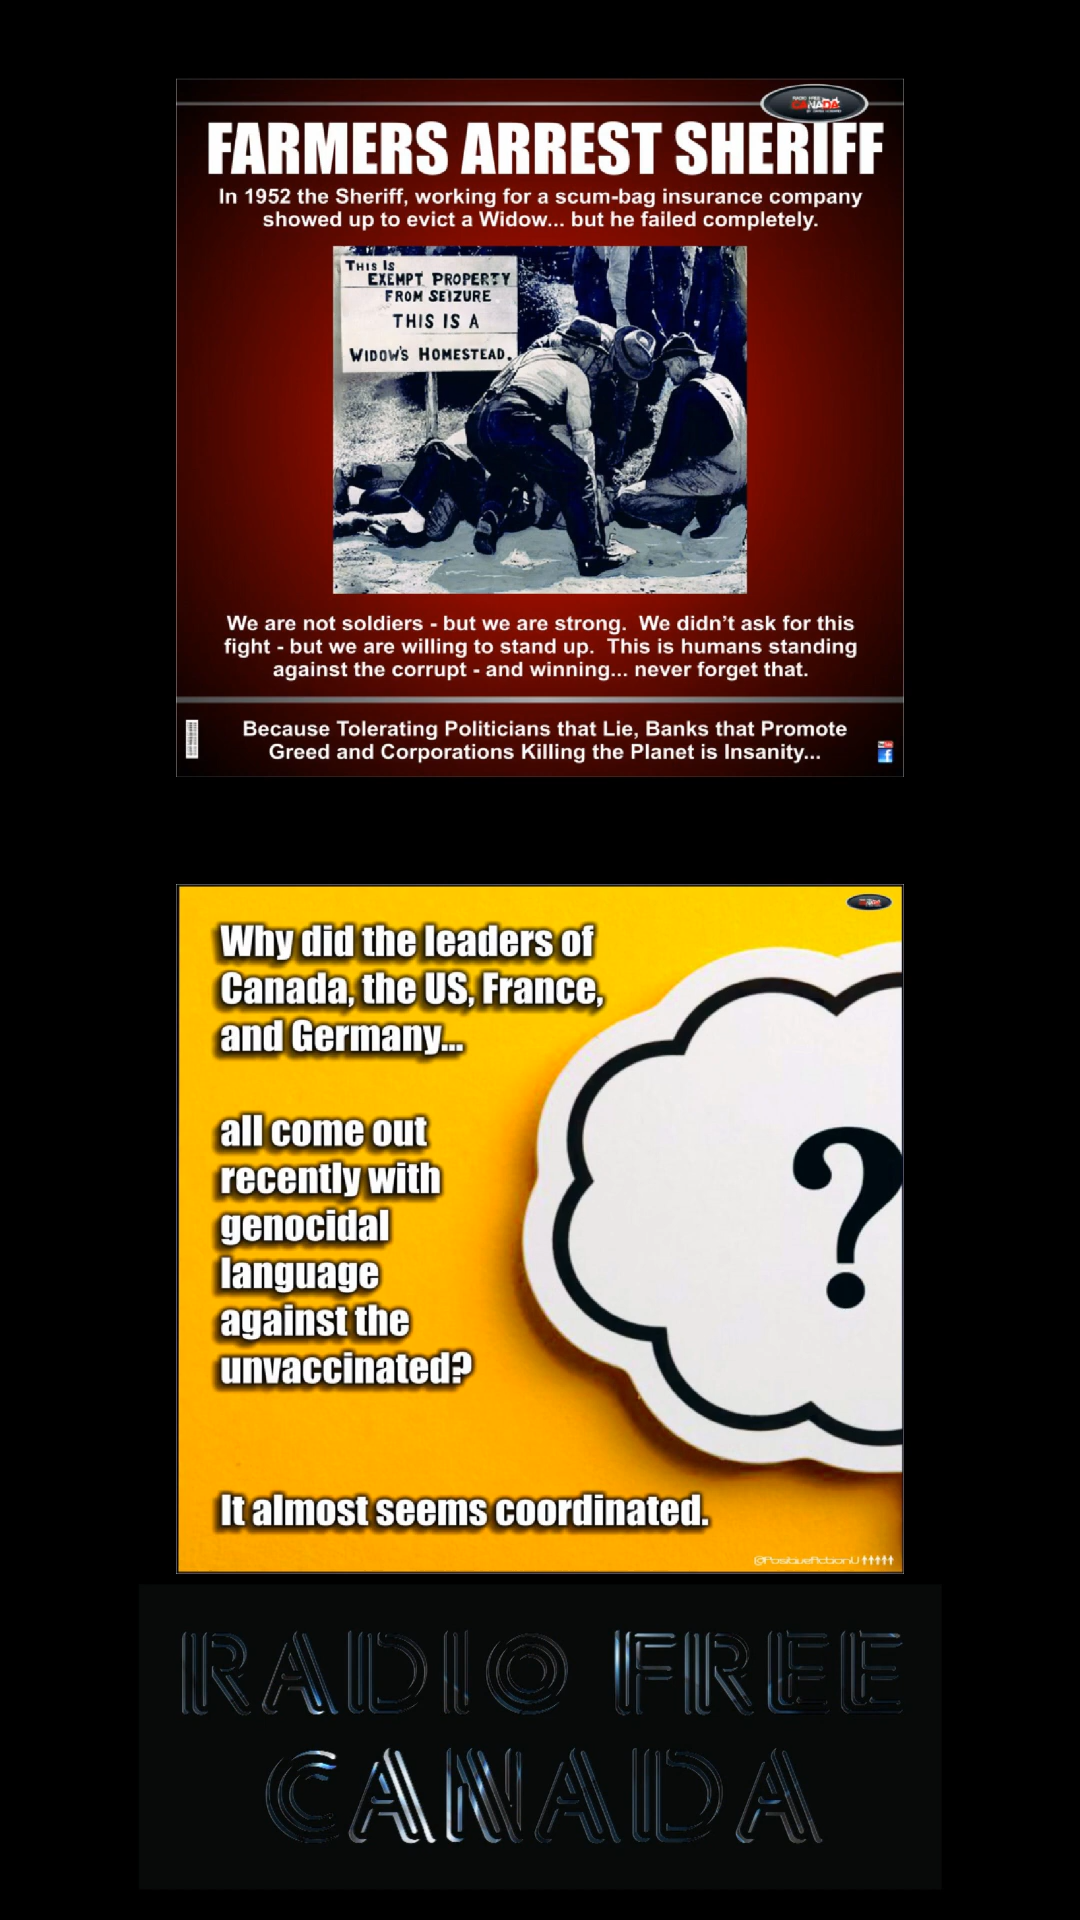 RADIO FREE
CANADA
FARMERS ARREST SHERIFF
In 1952 the Sheriff, working for a scum-bag insurance company
showed up to evict a Widow... but he failed completely.
THIS IS
EXEMPT PROPERTY
FROM SEIZURE
THIS IS A
WIDOW'S HOMESTEAD.
We are not soldiers - but we are strong.  We didn't ask for this
fight - but we are willing to stand up.  This is humans standing
against the corrupt - and winning... never forget that.
Because Tolerating Politicians that Lie, Banks that Promote
Greed and Corporations Killing the Planet is Insanity...
f
Why did the leaders of
Canada, the US, France,
and Germany...
all come out
recently with
genocidal
language
against the
unvaccinated?
?
It almost seems coordinated.
@PositiveActionU
RADIO FREE
CANADA